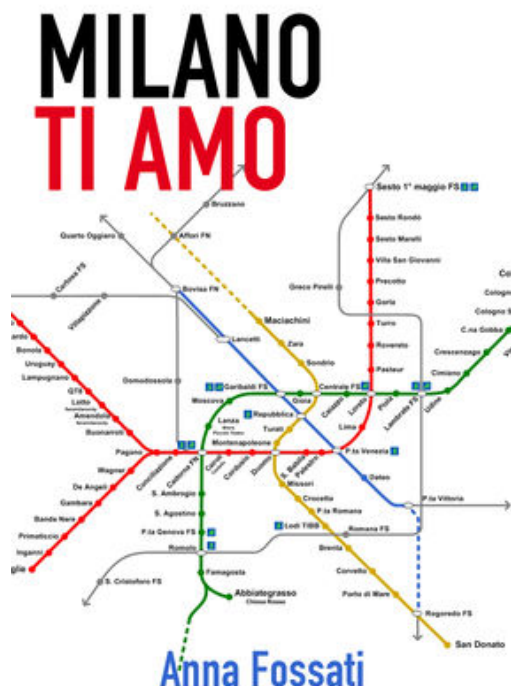 MILANO
TI AMO
Sesto 1° maggio FS
Bruzzano
Quarto Oggiaro
Affori FN
Sesto Rondò
Sesto Marelli
Villa San Giovanni
Certosa FS
Bovisa FN
Greco Pirelli
Precotto
Villapizzone
Gorla
Maciachini
Turro
Lancetti
Zara
Rovereto
C.na Gobba
Bonola
Sondrio
Crescenzago
Uruguay
Pasteur
Cimiano
Lampugnano
Domodossola
Garibaldi FS
Centrale FS
QT8
Moscova
Gioia
Caiazzo
Loreto
Piola
Lambrate FS
Udine
Lotto
Repubblica
Lanza
Lima
Amendola
Turati
Buonarroti
Montenapoleone
Pagano
Conciliazione
Cadorna FN
Cairoli
Cordusio
Duomo
S. Babila
Palestro
P.ta Venezia
Wagner
Missori
Dateo
De Angeli
S. Ambrogio
Crocetta
P.ta Vittoria
Gambara
S. Agostino
P.ta Romana
Bande Nere
P.ta Genova FS
Lodi TIBB
Romana FS
Primaticcio
Romolo
Brenta
Inganni
Famagosta
Corvetto
S. Cristoforo FS
Abbiategrasso
Chiesa Rossa
Porto di Mare
Rogoredo FS
San Donato
Anna Fossati